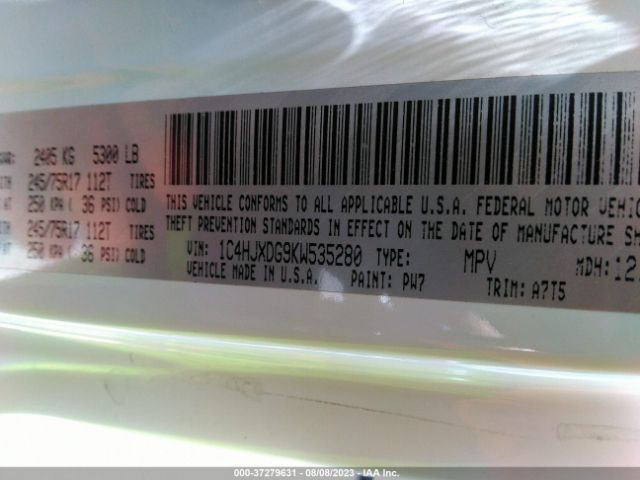 2405 KG 5300 LB
245/75R17 112T TIRES
AT 250 KPA ( 36 PSI) COLD
245/75R17 112T TIRES
250 KPA ( 36 PSI) COLD
THIS VEHICLE CONFORMS TO ALL APPLICABLE U.S.A. FEDERAL MOTOR VEHIC
THEFT PREVENTION STANDARDS IN EFFECT ON THE DATE OF MANUFACTURE SH
VIN: 1C4HJXDG9KW535280 TYPE: MPV MDH: 12
VEHICLE MADE IN U.S.A. PAINT: PW7 TRIM: A7T5
000-37279631 - 08/08/2023 - IAA Inc.